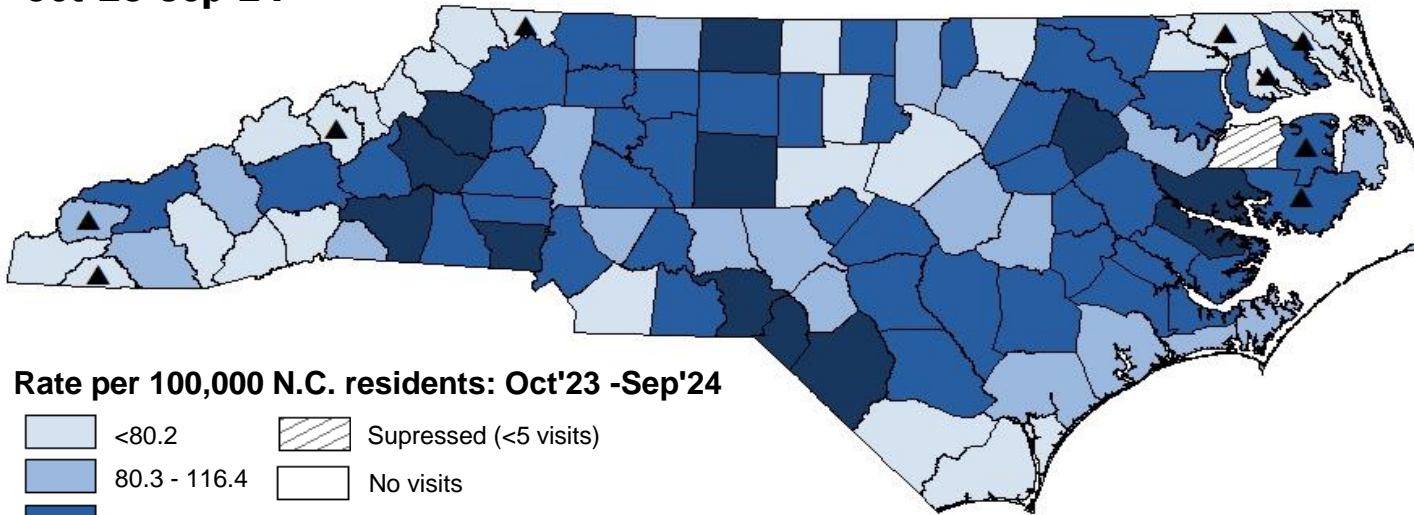 Rate per 100,000 N.C. residents: Oct'23 -Sep'24
<80.2
Supressed (<5 visits)
80.3 - 116.4
No visits